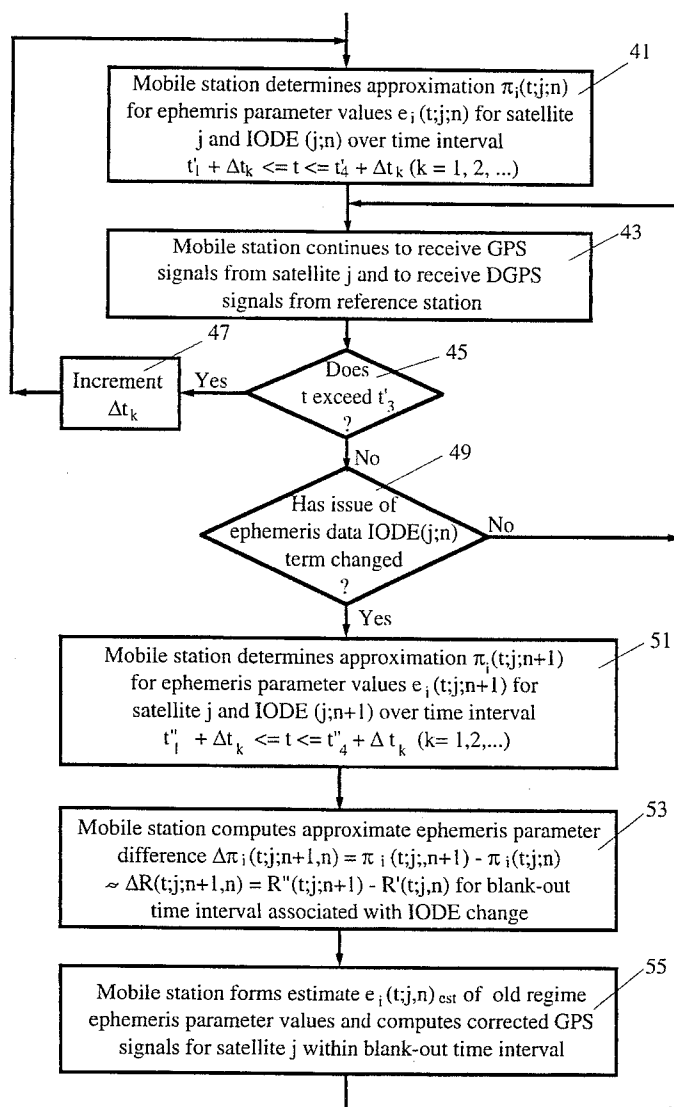 41
Mobile station determines approximation πi(t;j;n)
for ephemris parameter values ei(t;j;n) for satellite
j and IODE (j;n) over time interval
t'1 + Δtk <= t <= t'4 + Δtk (k = 1, 2, ...)
43
Mobile station continues to receive GPS
signals from satellite j and to receive DGPS
signals from reference station
47
Increment
Δtk
Yes
45
Does
t exceed t'3
?
No
49
Has issue of
ephemeris data IODE(j;n)
term changed
?
No
Yes
51
Mobile station determines approximation πi(t;j;n+1)
for ephemeris parameter values ei(t;j;n+1) for
satellite j and IODE (j;n+1) over time interval
t"1 + Δtk <= t <= t"4 + Δtk (k= 1,2,...)
53
Mobile station computes approximate ephemeris parameter
difference Δπi(t;j;n+1,n) = πi(t;j;,n+1) - πi(t;j;n)
~ ΔR(t;j;n+1,n) = R"(t;j;n+1) - R'(t;j,n) for blank-out
time interval associated with IODE change
55
Mobile station forms estimate ei(t;j,n)est of old regime
ephemeris parameter values and computes corrected GPS
signals for satellite j within blank-out time interval